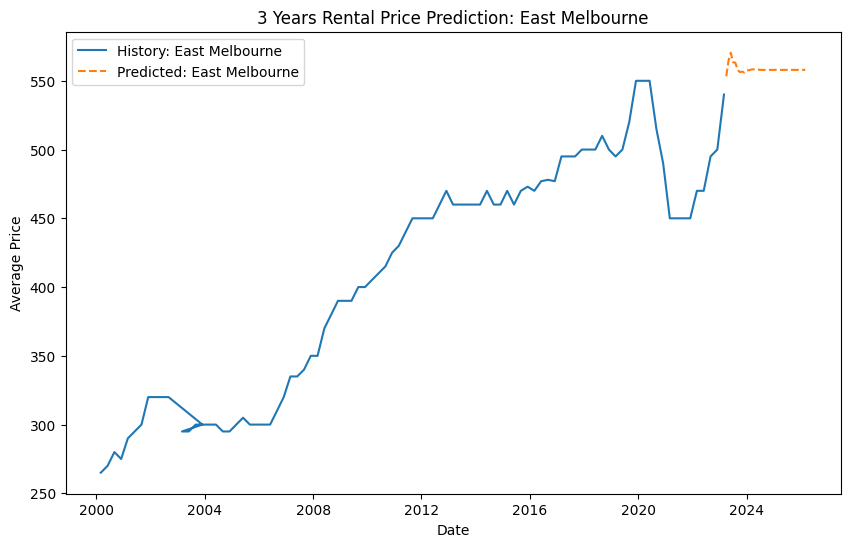 3 Years Rental Price Prediction: East Melbourne
History: East Melbourne
Predicted: East Melbourne
550
500
450
400
350
300
250
Average Price
2000 2004 2008 2012 2016 2020 2024
Date